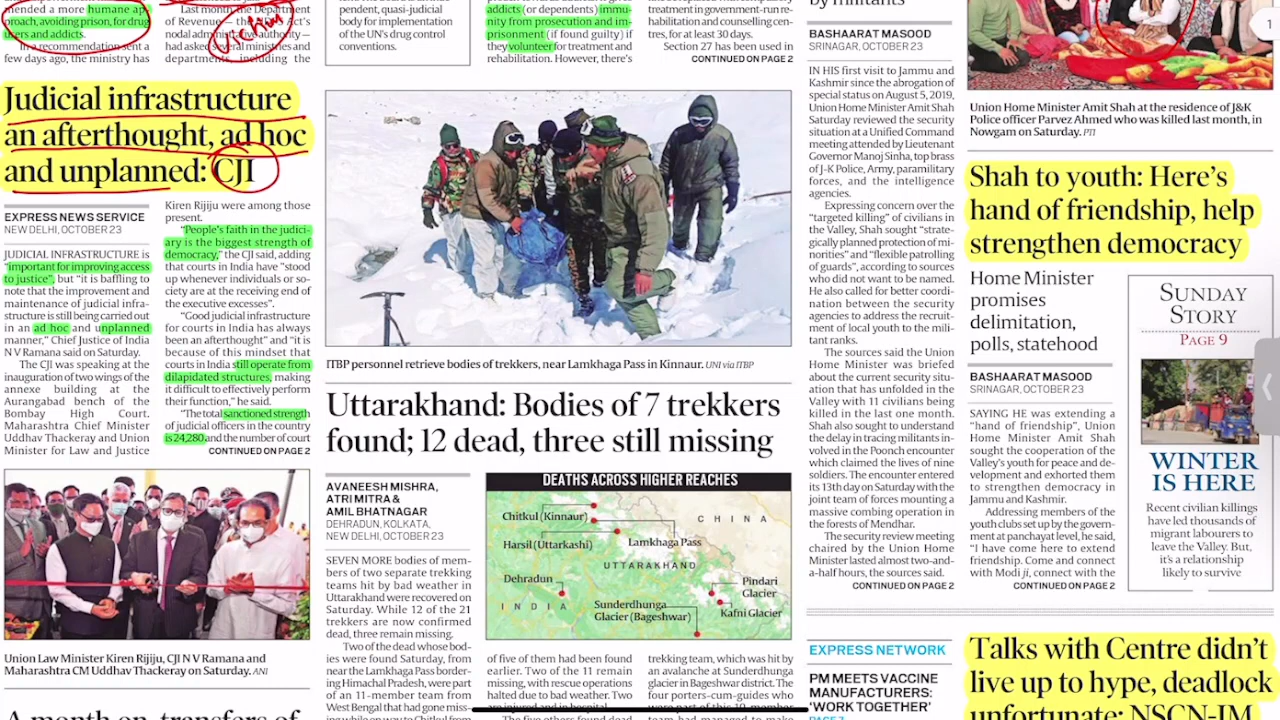 pended a more humane ap-
proach, avoiding prison, for drug
users and addicts.
In a recommendation sent a
few days ago, the ministry has
Last month, the Department
of Revenue — the Act's
nodal administrative authority —
had asked several ministries and
departments, including the
pendent, quasi-judicial
body for implementation
of the UN's drug control
conventions.
addicts (or dependents) immu-
nity from prosecution and im-
prisonment (if found guilty) if
they volunteer for treatment and
rehabilitation. However, there's
treatment in government-run re-
habilitation and counselling cen-
tres, for at least 30 days.
Section 27 has been used in
CONTINUED ON PAGE 2
Judicial infrastructure
an afterthought, ad hoc
and unplanned: CJI
EXPRESS NEWS SERVICE
NEW DELHI, OCTOBER 23
JUDICIAL INFRASTRUCTURE is
"important for improving access
to justice", but "it is baffling to
note that the improvement and
maintenance of judicial infra-
structure is still being carried out
in an ad hoc and unplanned
manner," Chief Justice of India
N V Ramana said on Saturday.
The CJI was speaking at the
inauguration of two wings of the
annexe building at the
Aurangabad bench of the
Bombay High Court.
Maharashtra Chief Minister
Uddhav Thackeray and Union
Minister for Law and Justice
Kiren Rijiju were among those
present.
"People's faith in the judici-
ary is the biggest strength of
democracy," the CJI said, adding
that courts in India have "stood
up whenever individuals or so-
ciety are at the receiving end of
the executive excesses".
"Good judicial infrastructure
for courts in India has always
been an afterthought" and "it is
because of this mindset that
courts in India still operate from
dilapidated structures, making
it difficult to effectively perform
their function," he said.
"The total sanctioned strength
of judicial officers in the country
is 24,280 and the number of court
CONTINUED ON PAGE 2
Union Law Minister Kiren Rijiju, CJI N V Ramana and
Maharashtra CM Uddhav Thackeray on Saturday. ANI
A month on, transfers of
ITBP personnel retrieve bodies of trekkers, near Lamkhaga Pass in Kinnaur. UNI via ITBP
Uttarakhand: Bodies of 7 trekkers
found; 12 dead, three still missing
AVANEESH MISHRA,
ATRI MITRA &
AMIL BHATNAGAR
DEHRADUN, KOLKATA,
NEW DELHI, OCTOBER 23
SEVEN MORE bodies of mem-
bers of two separate trekking
teams hit by bad weather in
Uttarakhand were recovered on
Saturday. While 12 of the 21
trekkers are now confirmed
dead, three remain missing.
Two of the dead whose bod-
ies were found Saturday, from
near the Lamkhaga Pass border-
ing Himachal Pradesh, were part
of an 11-member team from
West Bengal that had gone miss-
ing while on way to Chitkul from
DEATHS ACROSS HIGHER REACHES
Chitkul (Kinnaur)
CHINA
Harsil (Uttarkashi)
Lamkhaga Pass
UTTARAKHAND
Dehradun
Pindari
Glacier
INDIA
Sunderdhunga
Glacier (Bageshwar)
Kafni Glacier
of five of them had been found
earlier. Two of the 11 remain
missing, with rescue operations
halted due to bad weather. Two
are injured and in hospital.
The five others found dead
trekking team, which was hit by
an avalanche at Sunderdhunga
glacier in Bageshwar district. The
four porters-cum-guides who
were part of this 10-member
team had managed to make
by militants
BASHAARAT MASOOD
SRINAGAR, OCTOBER 23
IN HIS first visit to Jammu and
Kashmir since the abrogation of
special status on August 5, 2019,
Union Home Minister Amit Shah
Saturday reviewed the security
situation at a Unified Command
meeting attended by Lieutenant
Governor Manoj Sinha, top brass
of J-K Police, Army, paramilitary
forces, and the intelligence
agencies.
Expressing concern over the
"targeted killing" of civilians in
the Valley, Shah sought "strate-
gically planned protection of mi-
norities" and "flexible patrolling
of guards", according to sources
who did not want to be named.
He also called for better coordi-
nation between the security
agencies to address the recruit-
ment of local youth to the mili-
tant ranks.
The sources said the Union
Home Minister was briefed
about the current security situ-
ation that has unfolded in the
Valley with 11 civilians being
killed in the last one month.
Shah also sought to understand
the delay in tracing militants in-
volved in the Poonch encounter
which claimed the lives of nine
soldiers. The encounter entered
its 13th day on Saturday with the
joint team of forces mounting a
massive combing operation in
the forests of Mendhar.
The security review meeting
chaired by the Union Home
Minister lasted almost two-and-
a-half hours, the sources said.
CONTINUED ON PAGE 2
EXPRESS NETWORK
PM MEETS VACCINE
MANUFACTURERS:
'WORK TOGETHER'
PAGE 3
1
Union Home Minister Amit Shah at the residence of J&K
Police officer Parvez Ahmed who was killed last month, in
Nowgam on Saturday. PTI
Shah to youth: Here's
hand of friendship, help
strengthen democracy
Home Minister
promises
delimitation,
polls, statehood
BASHAARAT MASOOD
SRINAGAR, OCTOBER 23
SAYING HE was extending a
"hand of friendship", Union
Home Minister Amit Shah
sought the cooperation of the
Valley's youth for peace and de-
velopment and exhorted them
to strengthen democracy in
Jammu and Kashmir.
Addressing members of the
youth clubs set up by the govern-
ment at panchayat level, he said,
"I have come here to extend
friendship. Come and connect
with Modi ji, connect with the
CONTINUED ON PAGE 2
SUNDAY
STORY
PAGE 9
WINTER
IS HERE
Recent civilian killings
have led thousands of
migrant labourers to
leave the Valley. But,
it's a relationship
likely to survive
Talks with Centre didn't
live up to hype, deadlock
unfortunate: NSCN-IM